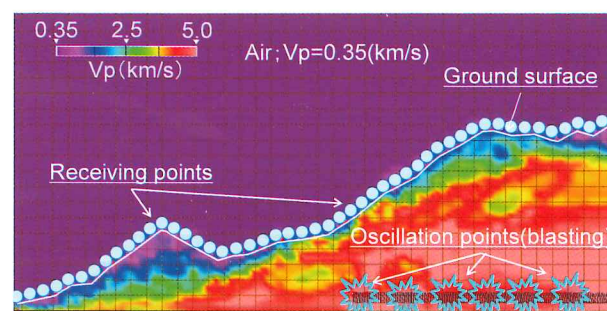 0.35 2.5 5.0
Vp(km/s)
Air;Vp=0.35(km/s)
Ground surface
Receiving points
Oscillation points(blasting)